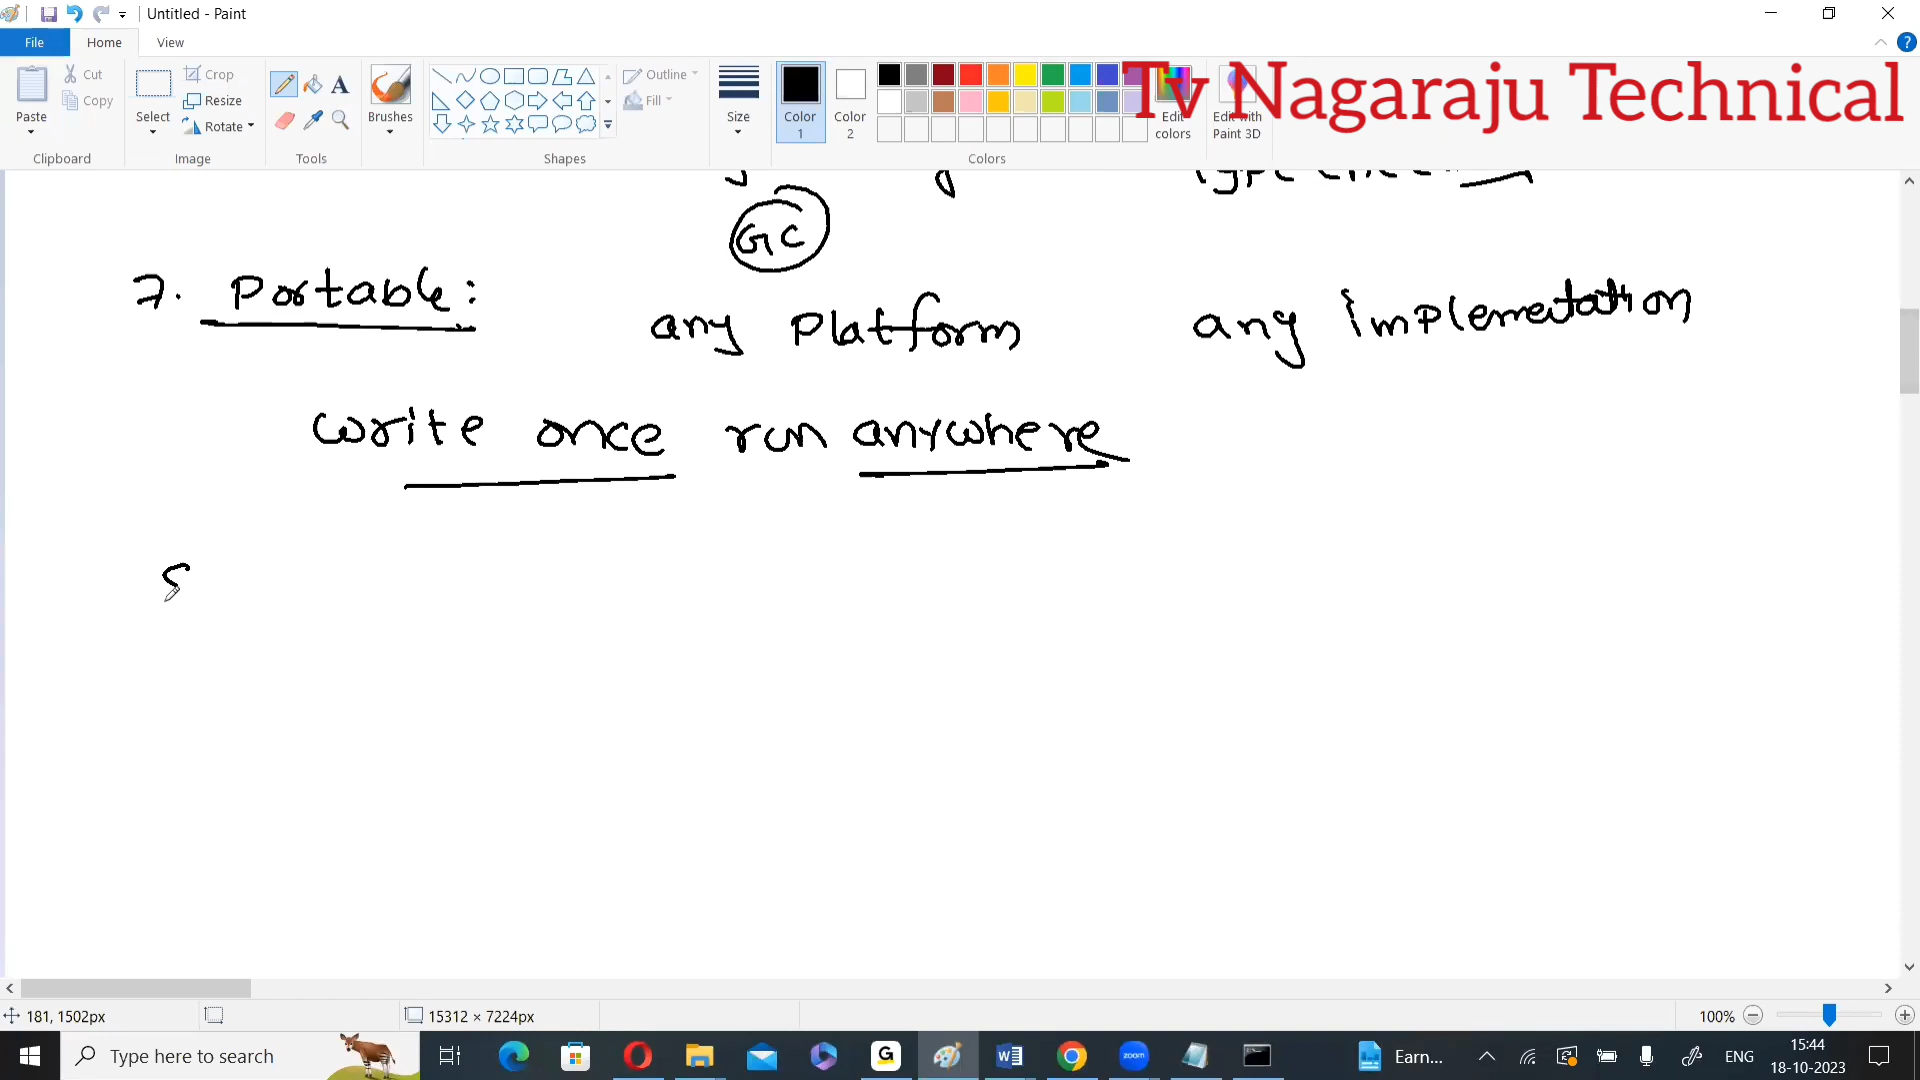 Untitled - Paint
File Home View
Cut Crop Outline
Copy Resize Fill
Paste Select Rotate Brushes Size Color 1 Color 2 Edit colors Edit with Paint 3D
Clipboard Image Tools Shapes Colors
Tv Nagaraju Technical
GC
7. Portable:
any Platform any implemetation
write once run anywhere
8
181, 1502px 15312 × 7224px 100%
Type here to search zoom Earn... ENG 15:44
18-10-2023